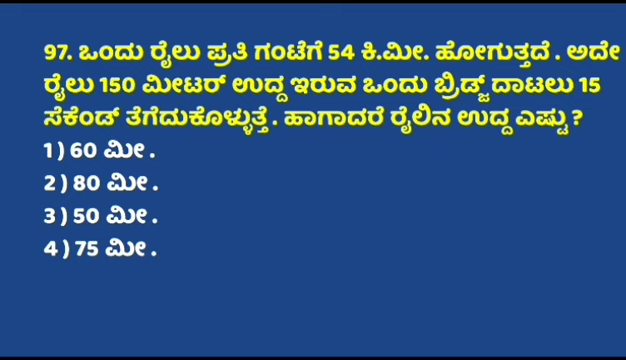 97. ಒಂದು ರೈಲು ಪ್ರತಿ ಗಂಟೆಗೆ 54 ಕಿ.ಮೀ. ಹೋಗುತ್ತದೆ . ಅದೇ
ರೈಲು 150 ಮೀಟರ್ ಉದ್ದ ಇರುವ ಒಂದು ಬ್ರಿಡ್ಜ್ ದಾಟಲು 15
ಸೆಕೆಂಡ್ ತೆಗೆದುಕೊಳ್ಳುತ್ತೆ . ಹಾಗಾದರೆ ರೈಲಿನ ಉದ್ದ ಎಷ್ಟು ?
1 ) 60 ಮೀ .
2 ) 80 ಮೀ .
3 ) 50 ಮೀ .
4 ) 75 ಮೀ .